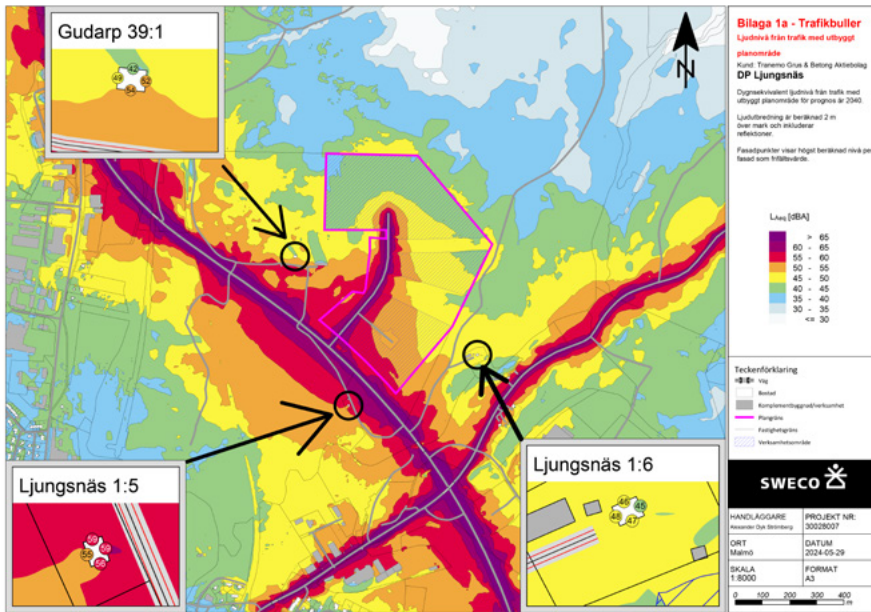 Gudarp 39:1
42
49
52
54
Ljungsnäs 1:5
59
59
55
56
Ljungsnäs 1:6
46
45
48
47
N
Bilaga 1a - Trafikbuller
Ljudnivå från trafik med utbyggt
planområde
Kund: Tranemo Grus & Betong Aktiebolag
DP Ljungsnäs
Dygnsekvivalent ljudnivå från trafik med
utbyggt planområde för prognos år 2040.
Ljudutbredning är beräknad 2 m
över mark och inkluderar
reflektioner.
Fasadpunkter visar högst beräknad nivå per
fasad som frifältsvärde.
LAeq [dBA]
> 65
60 - 65
55 - 60
50 - 55
45 - 50
40 - 45
35 - 40
30 - 35
<= 30
Teckenförklaring
Väg
Bostad
Komplementbyggnad/verksamhet
Plangräns
Fastighetsgräns
Verksamhetsområde
SWECO
HANDLÄGGARE
Alexander Dyk Strömberg
PROJEKT NR:
30028007
ORT
Malmö
DATUM
2024-05-29
SKALA
1:8000
FORMAT
A3
0 100 200 300 400
m